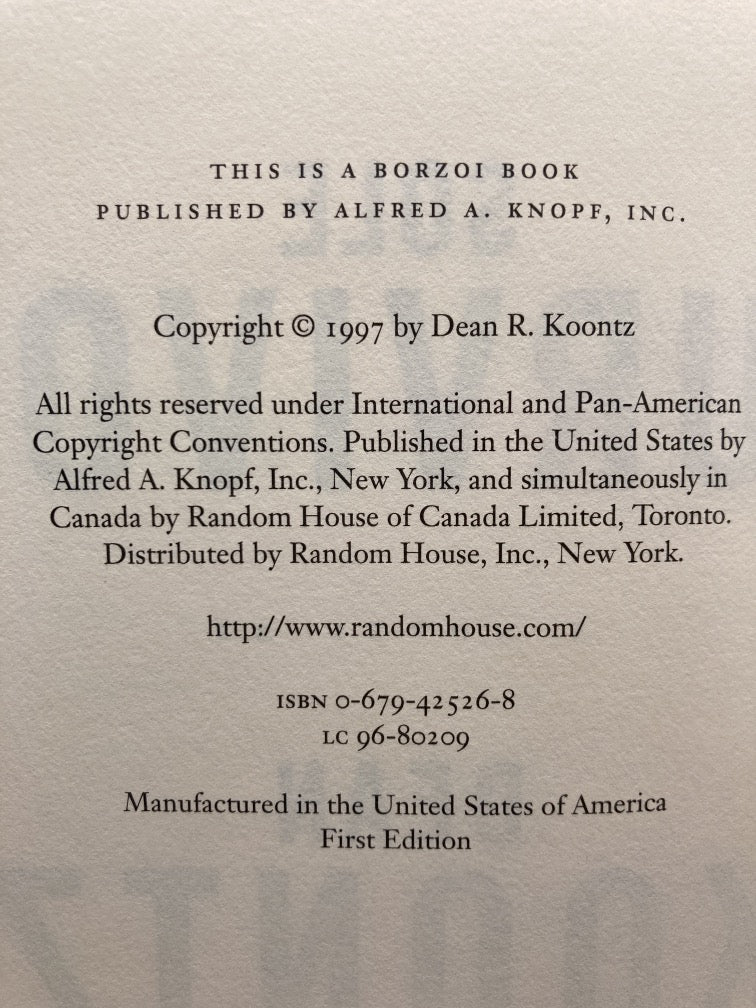 THIS IS A BORZOI BOOK
PUBLISHED BY ALFRED A. KNOPF, INC.
Copyright © 1997 by Dean R. Koontz
All rights reserved under International and Pan-American
Copyright Conventions. Published in the United States by
Alfred A. Knopf, Inc., New York, and simultaneously in
Canada by Random House of Canada Limited, Toronto.
Distributed by Random House, Inc., New York.
http://www.randomhouse.com/
ISBN 0-679-42526-8
LC 96-80209
Manufactured in the United States of America
First Edition